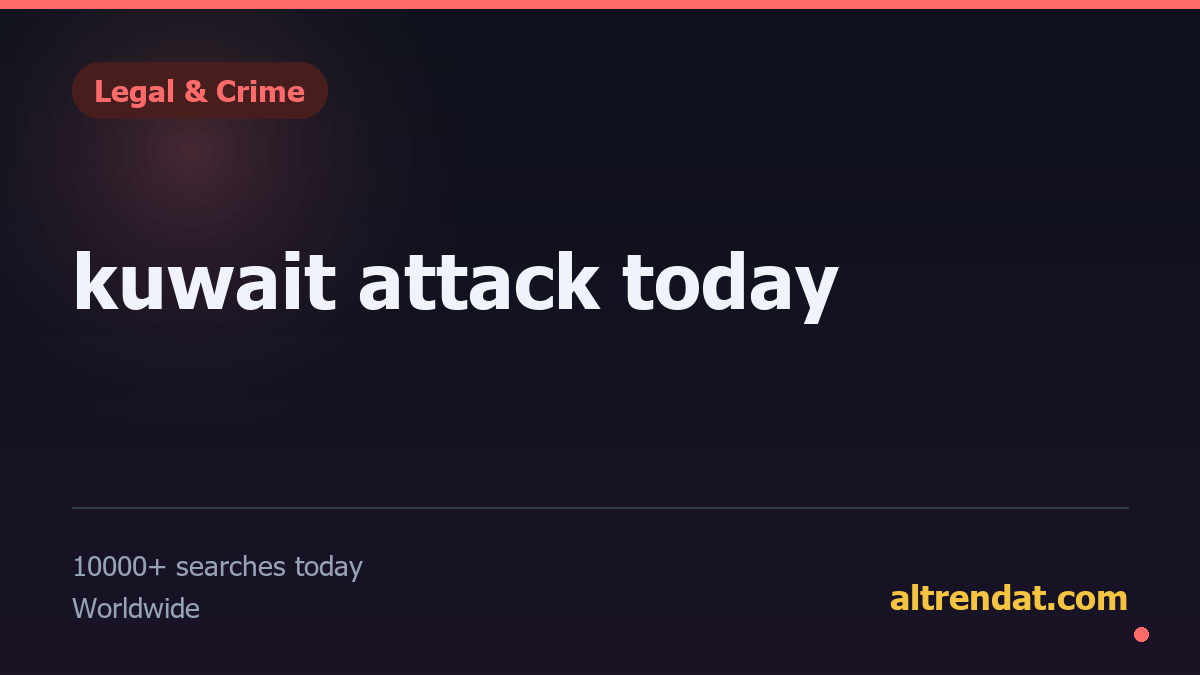 Legal & Crime
kuwait attack today
10000+ searches today
Worldwide
altrendat.com